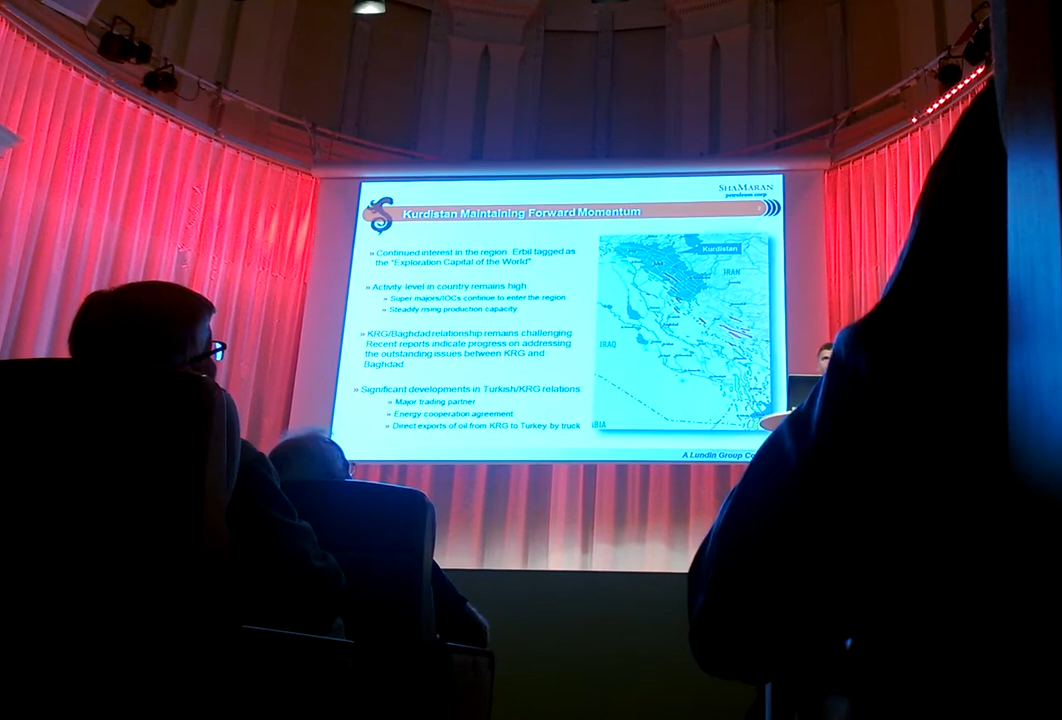 SHAMARAN
petroleum corp
Kurdistan Maintaining Forward Momentum
» Continued interest in the region. Erbil tagged as
the "Exploration Capital of the World"
» Activity level in country remains high
» Super majors/IOCs continue to enter the region
» Steadily rising production capacity
» KRG/Baghdad relationship remains challenging.
Recent reports indicate progress on addressing
the outstanding issues between KRG and
Baghdad
» Significant developments in Turkish/KRG relations:
» Major trading partner
» Energy cooperation agreement
» Direct exports of oil from KRG to Turkey by truck
Kurdistan
IRAN
IRAQ
A Lundin Group Co